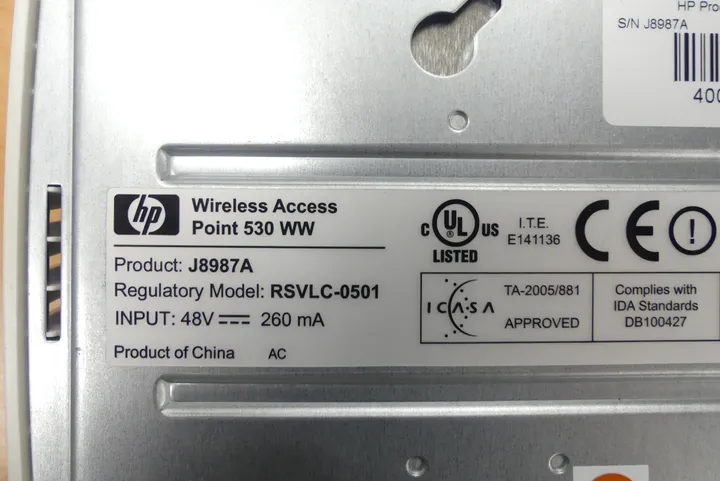 HP Pro
S/N J8987A
400
hp
Wireless Access
Point 530 WW
Product: J8987A
Regulatory Model: RSVLC-0501
INPUT: 48V 260 mA
Product of China AC
C UL US
®
LISTED
I.T.E.
E141136
CE
ICASA
TA-2005/881
APPROVED
Complies with
IDA Standards
DB100427